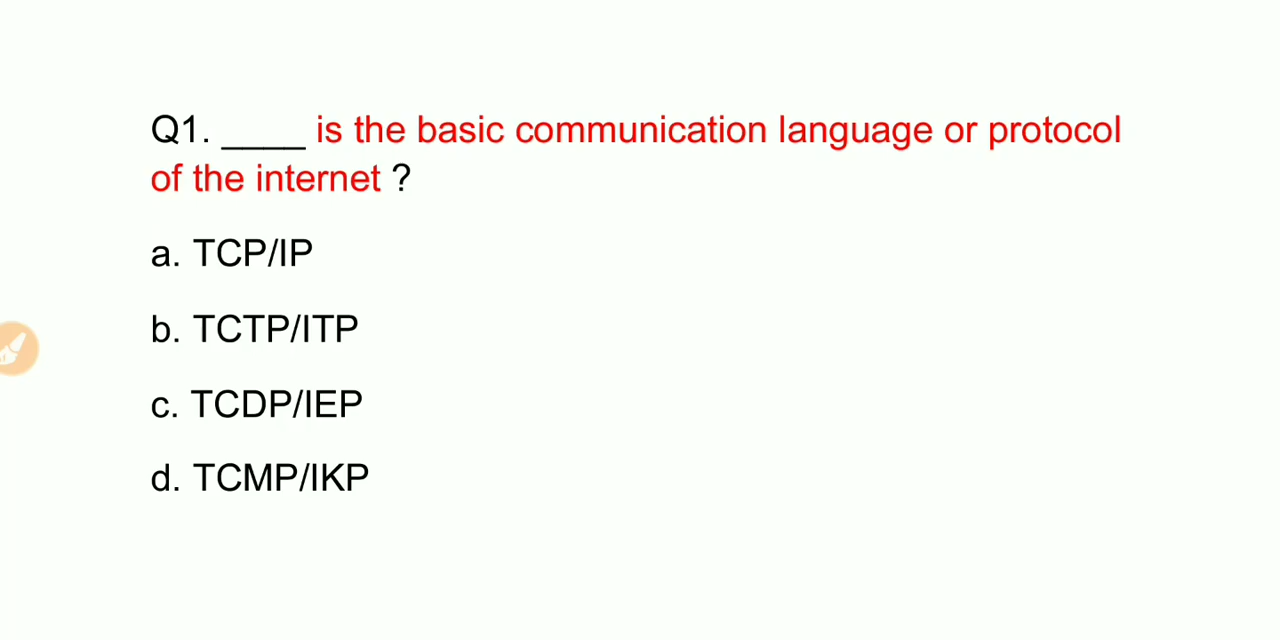 Q1. ____ is the basic communication language or protocol
of the internet ?
a. TCP/IP
b. TCTP/ITP
c. TCDP/IEP
d. TCMP/IKP